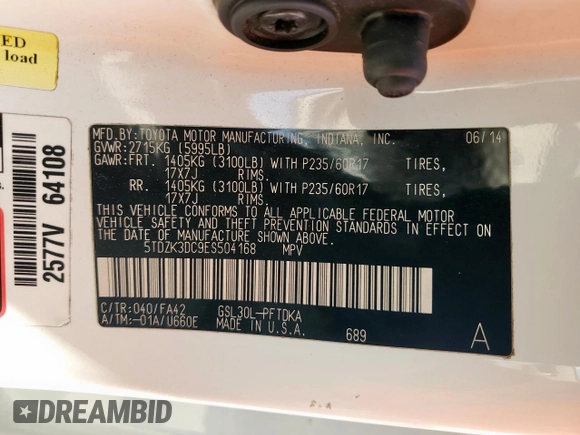 ED
load
2577V 64108
MFD.BY:TOYOTA MOTOR MANUFACTURING, INDIANA, INC. 06/14
GVWR:2715KG (5995LB)
GAWR:FRT. 1405KG (3100LB) WITH P235/60R17 TIRES,
17X7J RIMS
RR. 1405KG (3100LB) WITH P235/60R17 TIRES,
17X7J RIMS
THIS VEHICLE CONFORMS TO ALL APPLICABLE FEDERAL MOTOR
VEHICLE SAFETY AND THEFT PREVENTION STANDARDS IN EFFECT ON
THE DATE OF MANUFACTURE SHOWN ABOVE.
5TDZK3DC9ES504168 MPV
C/TR:040/FA42 GSL30L-PFTDKA
A/TM:-01A/U660E MADE IN U.S.A.
689
A
DREAMBID